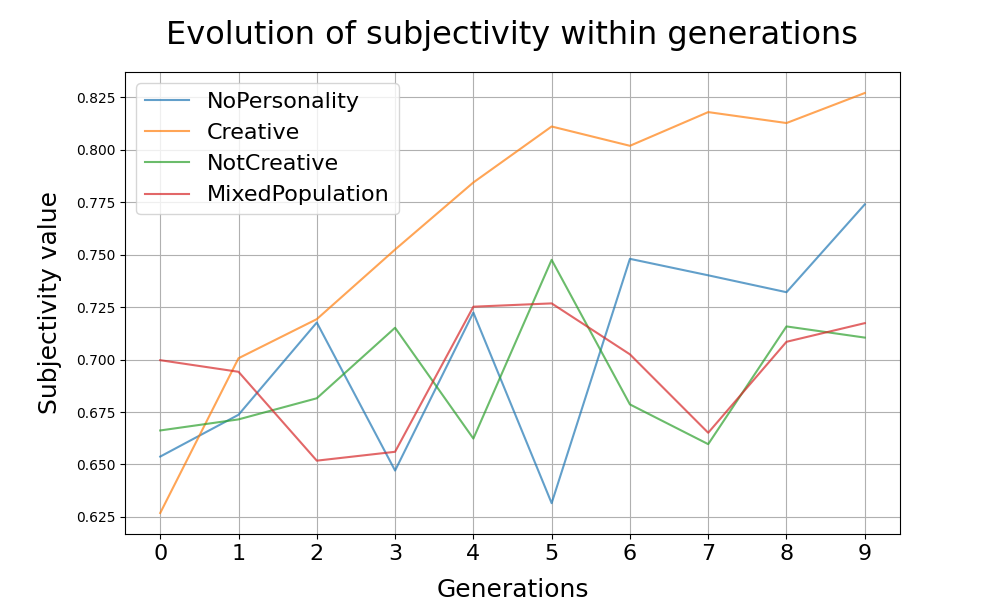 Evolution of subjectivity within generations
NoPersonality
Creative
NotCreative
MixedPopulation
Subjectivity value
0.825
0.800
0.775
0.750
0.725
0.700
0.675
0.650
0.625
0 1 2 3 4 5 6 7 8 9
Generations